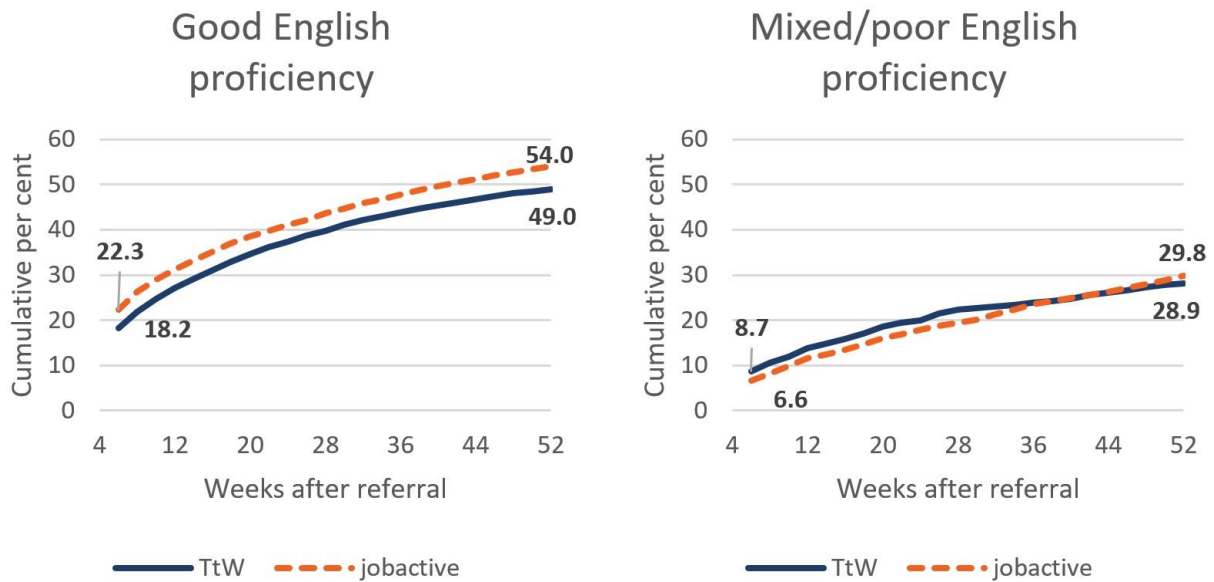 Good English
proficiency
Cumulative per cent
60
50
40
30
20
10
0
54.0
49.0
22.3
18.2
4 12 20 28 36 44 52
Weeks after referral
TtW jobactive
Mixed/poor English
proficiency
Cumulative per cent
60
50
40
30
20
10
0
29.8
28.9
8.7
6.6
4 12 20 28 36 44 52
Weeks after referral
TtW jobactive